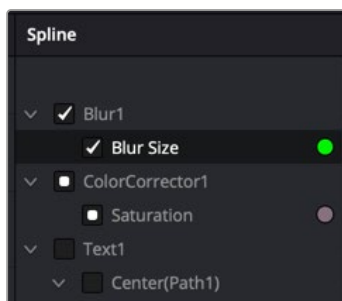 Spline
Blur1
Blur Size
ColorCorrector1
Saturation
Text1
Center(Path1)